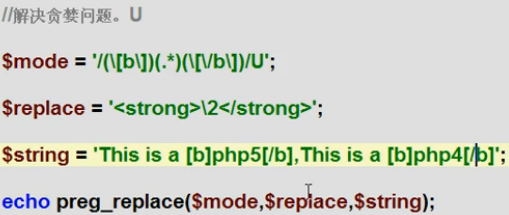 //解决贪婪问题。U
$mode = '/(\[b\])(.*)(\[\/b\])/U';
$replace = '<strong>\2</strong>';
$string = 'This is a [b]php5[/b],This is a [b]php4[/b]';
echo preg_replace($mode,$replace,$string);